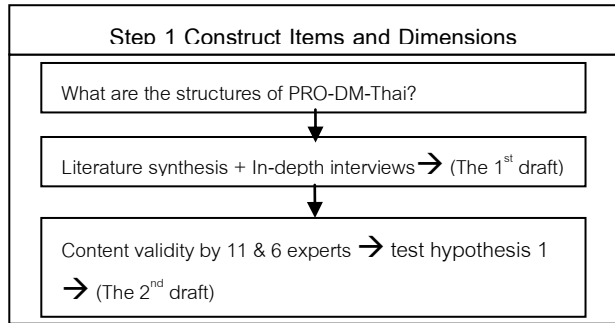 Step 1 Construct Items and Dimensions
What are the structures of PRO-DM-Thai?
Literature synthesis + In-depth interviews → (The 1st draft)
Content validity by 11 & 6 experts → test hypothesis 1
→ (The 2nd draft)